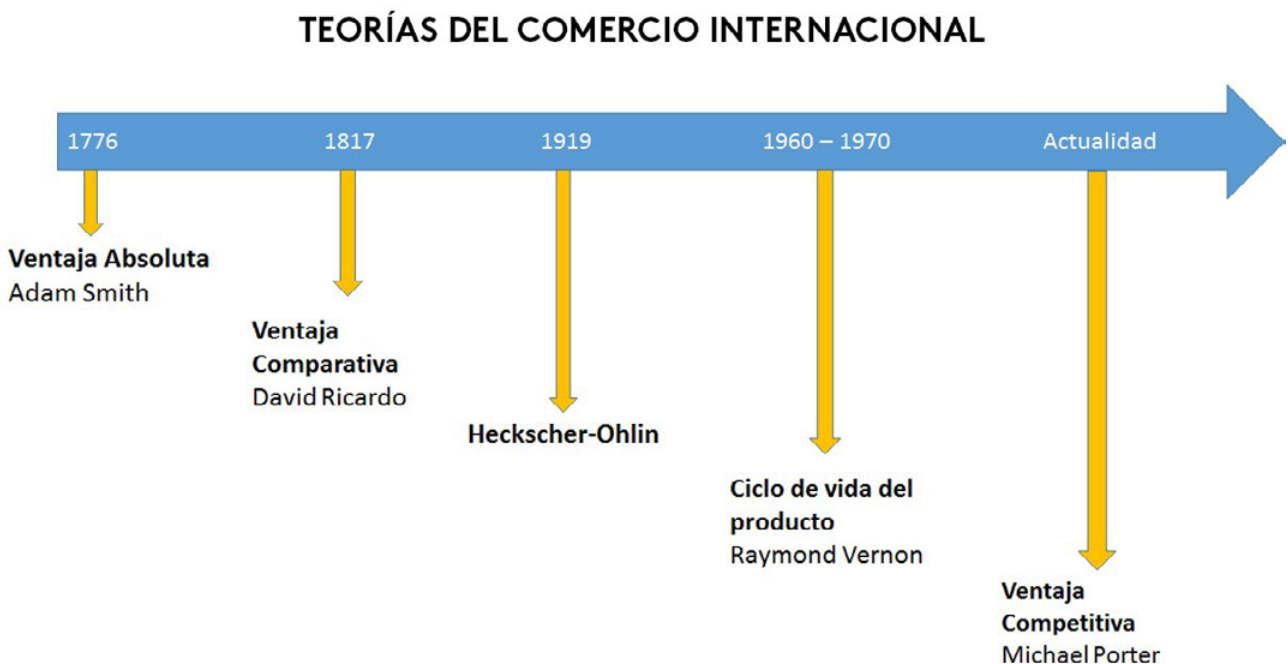 TEORÍAS DEL COMERCIO INTERNACIONAL
1776
1817
1919
1960 – 1970
Actualidad
Ventaja Absoluta
Adam Smith
Ventaja
Comparativa
David Ricardo
Heckscher-Ohlin
Ciclo de vida del
producto
Raymond Vernon
Ventaja
Competitiva
Michael Porter